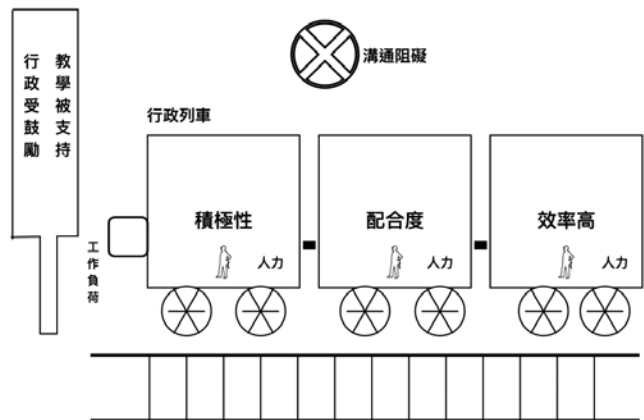 教學被支持
行政受鼓勵
溝通阻礙
行政列車
工作負荷
積極性
人力
配合度
人力
效率高
人力